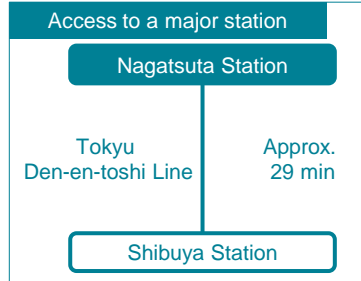 Access to a major station
Nagatsuta Station
Tokyu
Den-en-toshi Line
Approx.
29 min
Shibuya Station